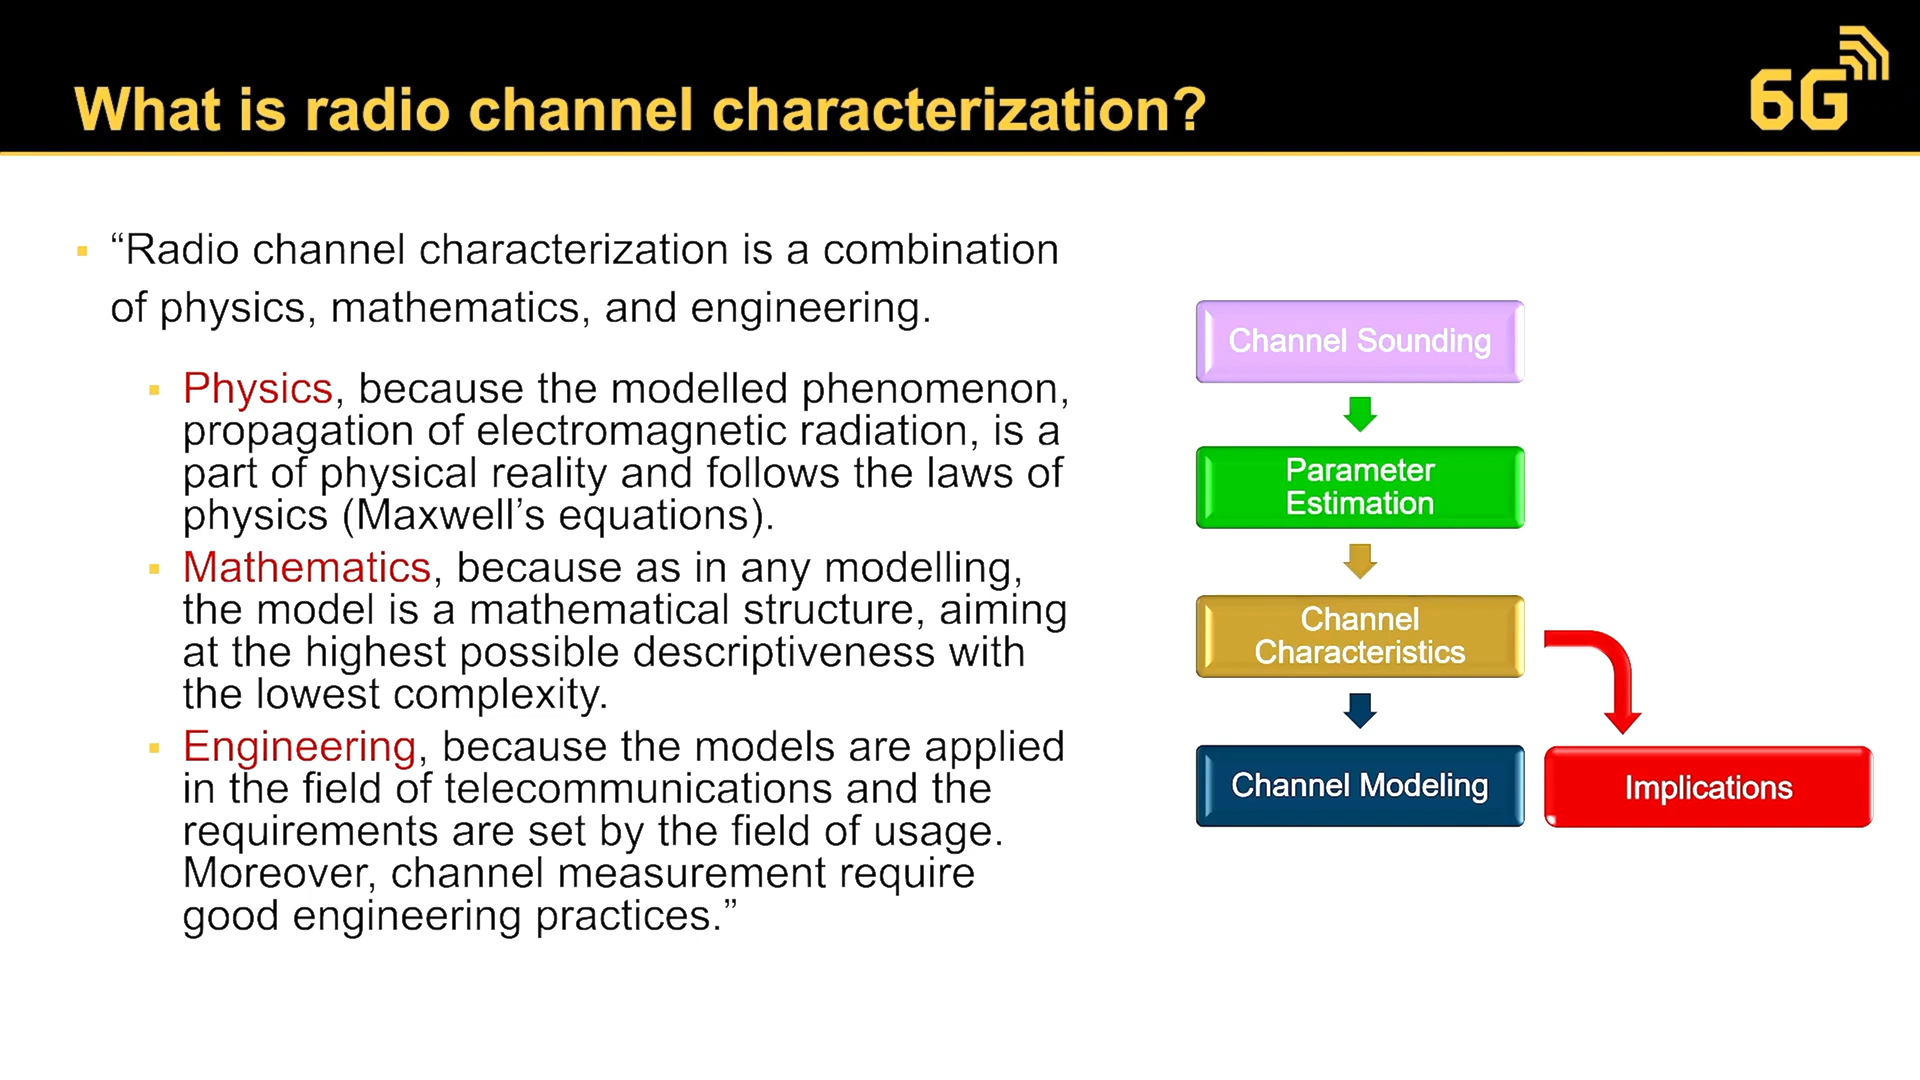 What is radio channel characterization?
6G
▪ “Radio channel characterization is a combination
of physics, mathematics, and engineering.
▪ Physics, because the modelled phenomenon,
propagation of electromagnetic radiation, is a
part of physical reality and follows the laws of
physics (Maxwell’s equations).
▪ Mathematics, because as in any modelling,
the model is a mathematical structure, aiming
at the highest possible descriptiveness with
the lowest complexity.
▪ Engineering, because the models are applied
in the field of telecommunications and the
requirements are set by the field of usage.
Moreover, channel measurement require
good engineering practices.”
Channel Sounding
Parameter
Estimation
Channel
Characteristics
Channel Modeling
Implications